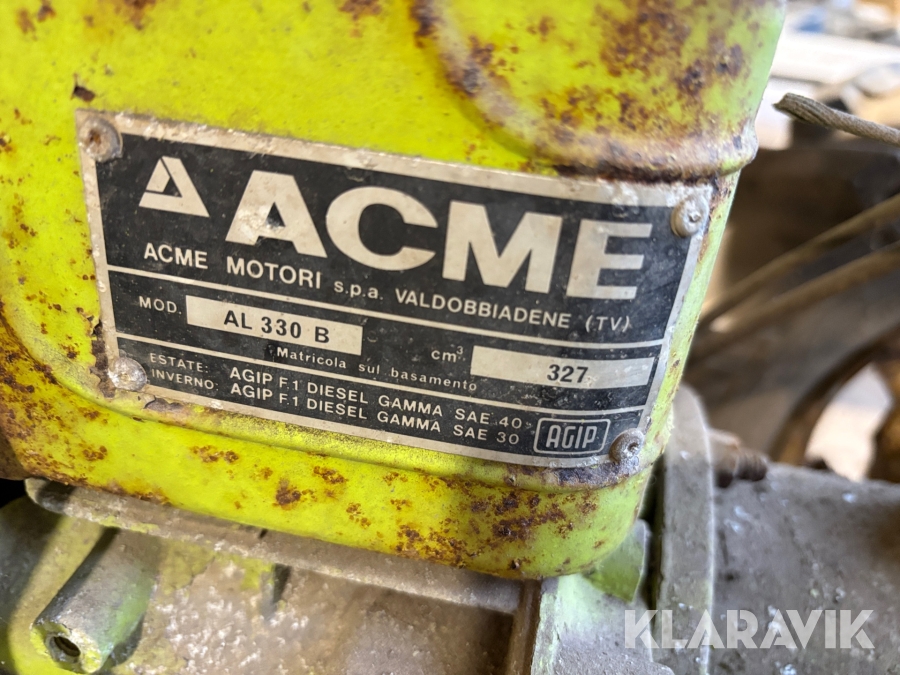 ACME
ACME MOTORI s.p.a. VALDOBBIADENE (TV)
MOD. AL 330 B cm³ 327
Matricola sul basamento
ESTATE: AGIP F.1 DIESEL GAMMA SAE 40
INVERNO: AGIP F.1 DIESEL GAMMA SAE 30
AGIP
KLARAVIK